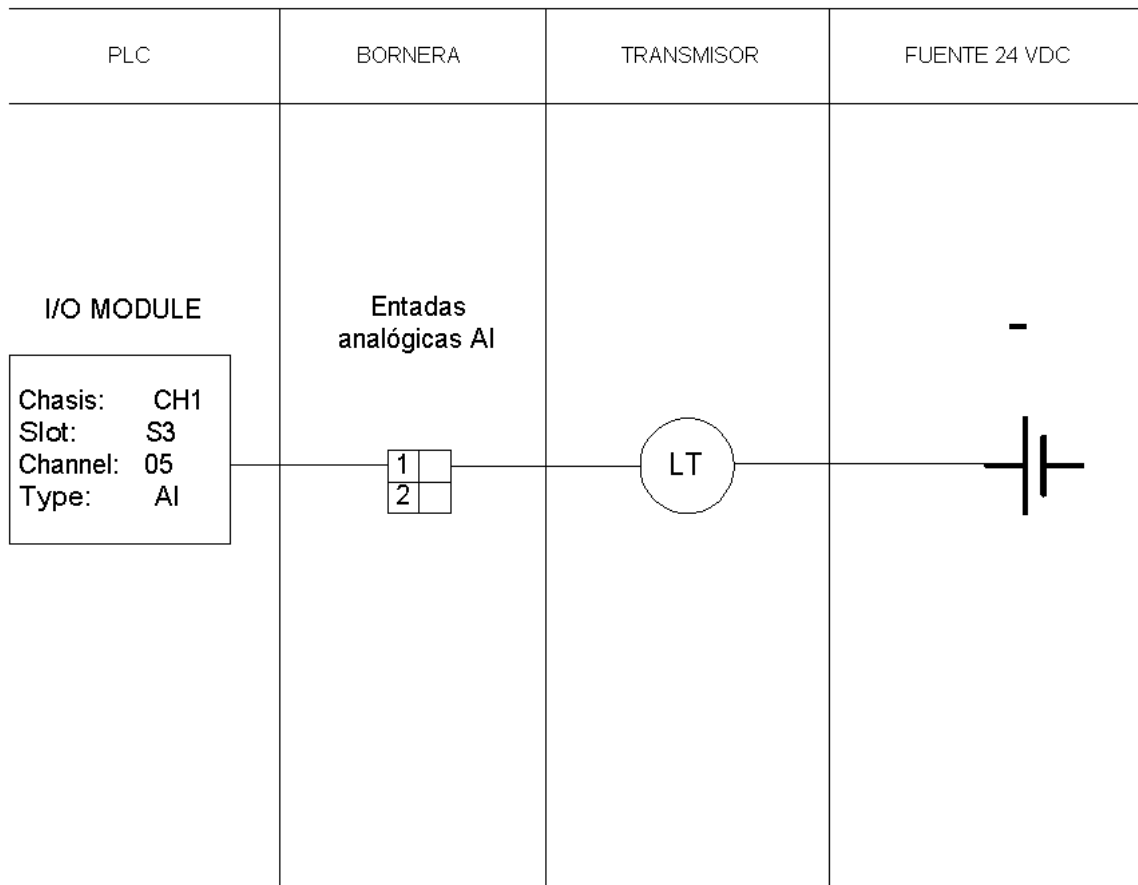 PLC
BORNERA
TRANSMISOR
FUENTE 24 VDC
I/O MODULE
Chasis: CH1
Slot: S3
Channel: 05
Type: AI
Entadas
analógicas AI
1
2
LT
-